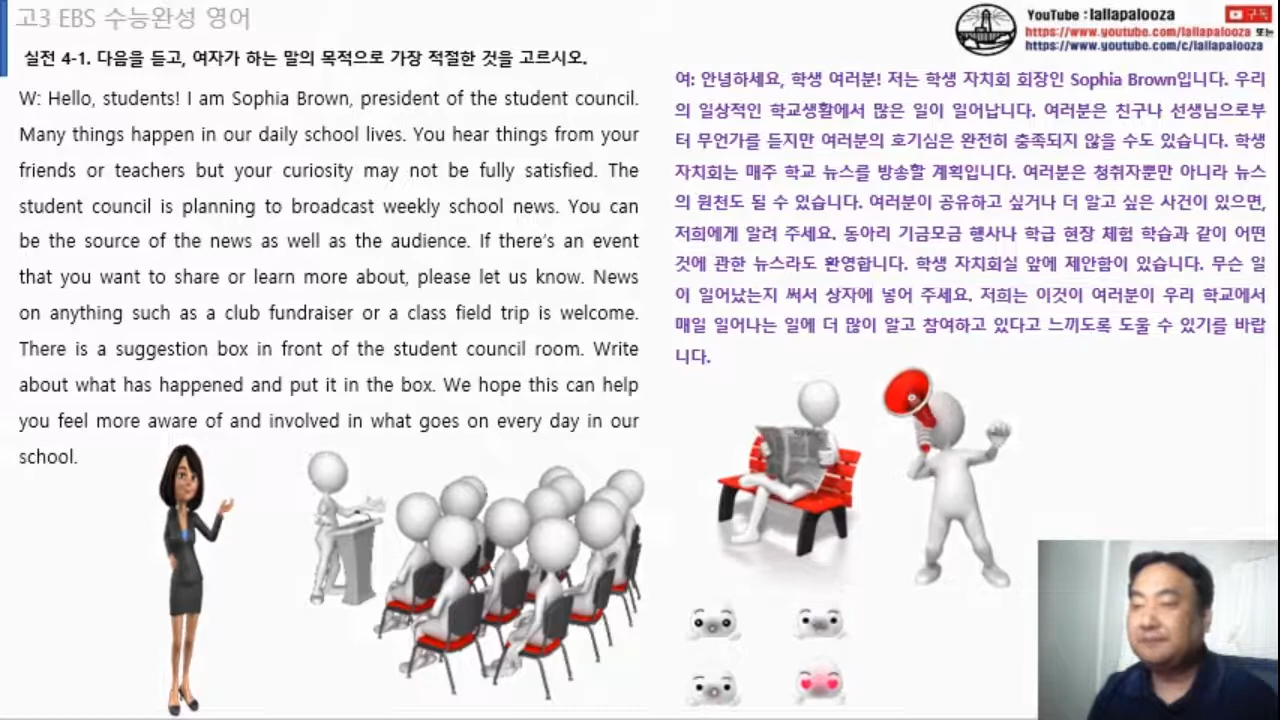 고3 EBS 수능완성 영어
YouTube : lallapalooza
구독
https://www.youtube.com/lallapalooza 또는
https://www.youtube.com/c/lallapalooza
실전 4-1. 다음을 듣고, 여자가 하는 말의 목적으로 가장 적절한 것을 고르시오.
W: Hello, students! I am Sophia Brown, president of the student council.
Many things happen in our daily school lives. You hear things from your
friends or teachers but your curiosity may not be fully satisfied. The
student council is planning to broadcast weekly school news. You can
be the source of the news as well as the audience. If there’s an event
that you want to share or learn more about, please let us know. News
on anything such as a club fundraiser or a class field trip is welcome.
There is a suggestion box in front of the student council room. Write
about what has happened and put it in the box. We hope this can help
you feel more aware of and involved in what goes on every day in our
school.
여: 안녕하세요, 학생 여러분! 저는 학생 자치회 회장인 Sophia Brown입니다. 우리
의 일상적인 학교생활에서 많은 일이 일어납니다. 여러분은 친구나 선생님으로부
터 무언가를 듣지만 여러분의 호기심은 완전히 충족되지 않을 수도 있습니다. 학생
자치회는 매주 학교 뉴스를 방송할 계획입니다. 여러분은 청취자뿐만 아니라 뉴스
의 원천도 될 수 있습니다. 여러분이 공유하고 싶거나 더 알고 싶은 사건이 있으면,
저희에게 알려 주세요. 동아리 기금모금 행사나 학급 현장 체험 학습과 같이 어떤
것에 관한 뉴스라도 환영합니다. 학생 자치회실 앞에 제안함이 있습니다. 무슨 일
이 일어났는지 써서 상자에 넣어 주세요. 저희는 이것이 여러분이 우리 학교에서
매일 일어나는 일에 더 많이 알고 참여하고 있다고 느끼도록 도울 수 있기를 바랍
니다.